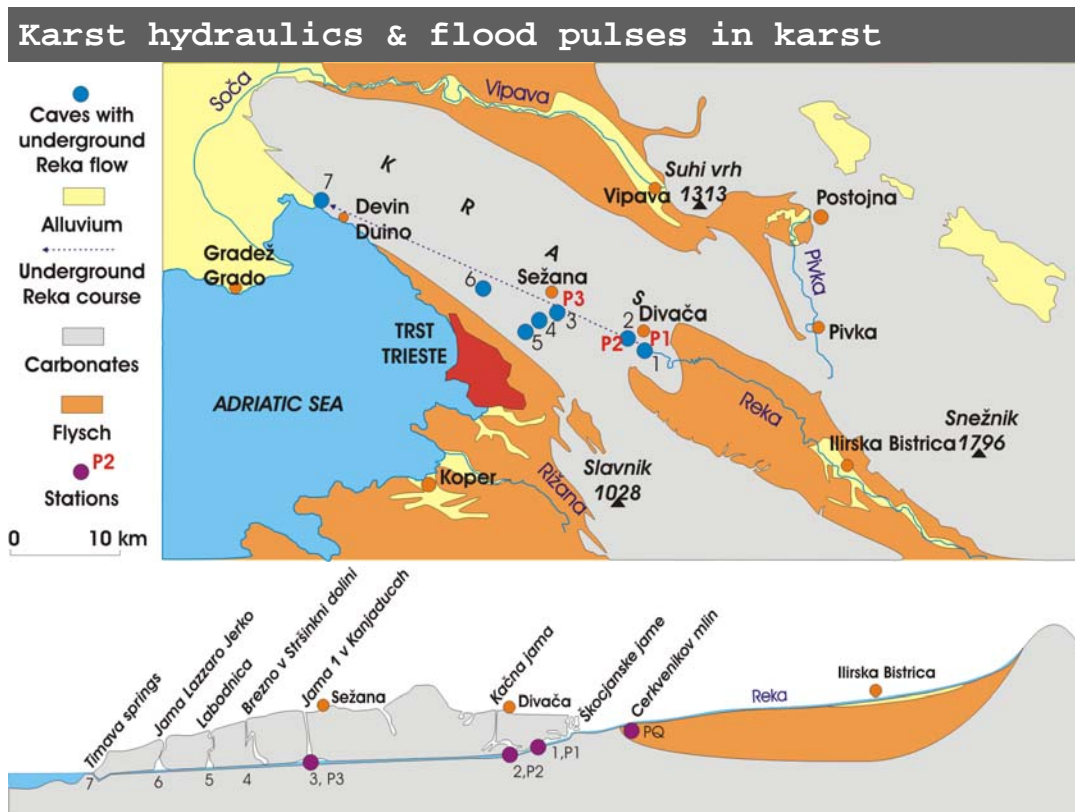 Karst hydraulics & flood pulses in karst
Caves with
underground
Reka flow
Alluvium
Underground
Reka course
Carbonates
Flysch
P2
Stations
0 10 km
Soča
Vipava
K
R
A
S
7
Devin
Duino
Gradež
Grado
Suhi vrh
1313
Vipava
Postojna
Pivka
Pivka
Sežana
P3
6
3
4
5
Divača
2
P2
P1
1
TRST
TRIESTE
ADRIATIC SEA
Reka
Ilirska Bistrica
Snežnik
1796
Slavnik
1028
Rižana
Koper
Timava springs
Jama Lazzaro Jerko
Labodnica
Brezno v Stršinkni dolini
Jama 1 v Kanjaducah
Sežana
Kačna jama
Divača
Škocjanske jame
Cerkvenikov mlin
Reka
Ilirska Bistrica
7
6
5
4
3, P3
2,P2
1,P1
PQ